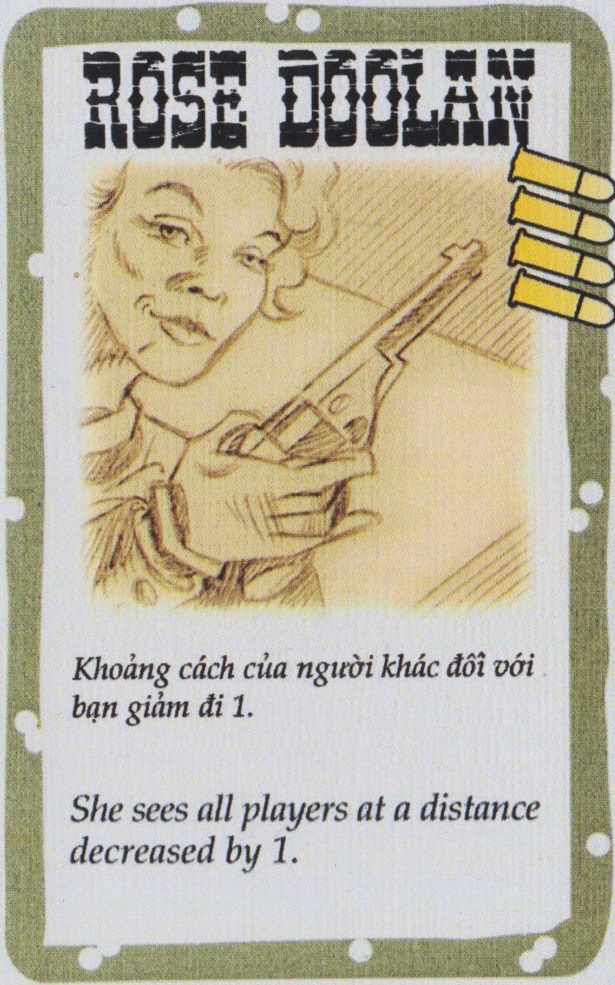 ROSE DOOLAN
Khoảng cách của người khác đối với
bạn giảm đi 1.
She sees all players at a distance
decreased by 1.